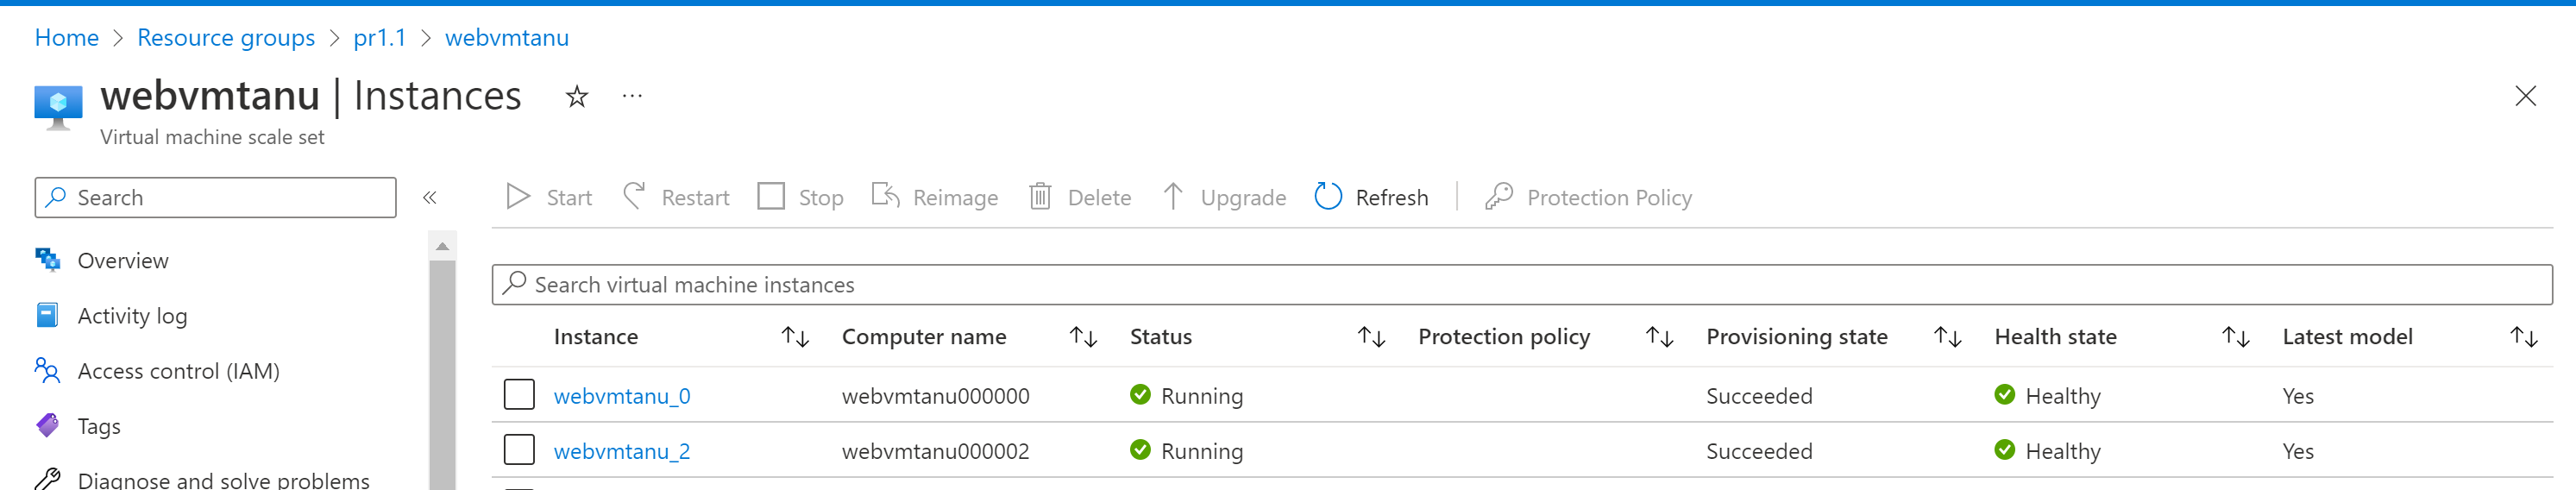 Home > Resource groups > pr1.1 > webvmtanu
webvmtanu | Instances
Virtual machine scale set
Search
Start Restart Stop Reimage Delete Upgrade Refresh Protection Policy
Overview
Activity log
Access control (IAM)
Tags
Diagnose and solve problems
Search virtual machine instances
Instance Computer name Status Protection policy Provisioning state Health state Latest model
webvmtanu_0 webvmtanu000000 Running Succeeded Healthy Yes
webvmtanu_2 webvmtanu000002 Running Succeeded Healthy Yes